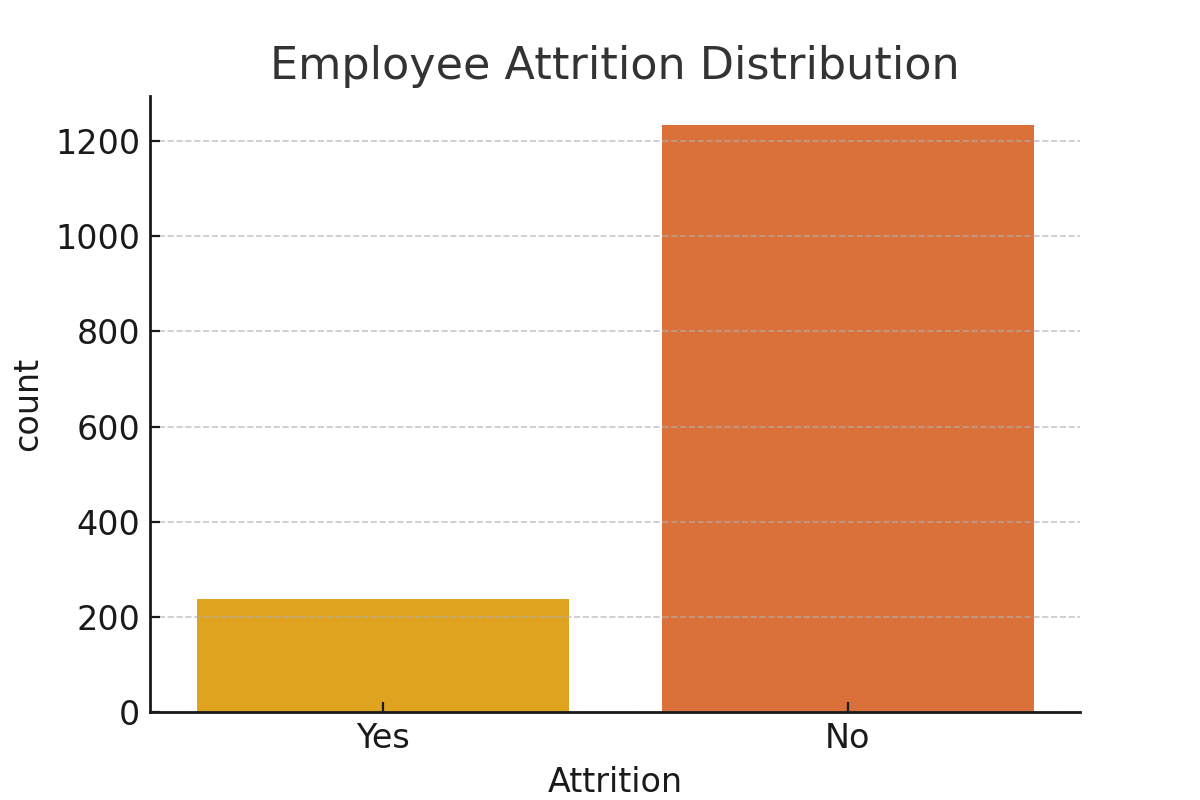 Employee Attrition Distribution
1200
1000
800
600
400
200
0
count
Yes
No
Attrition